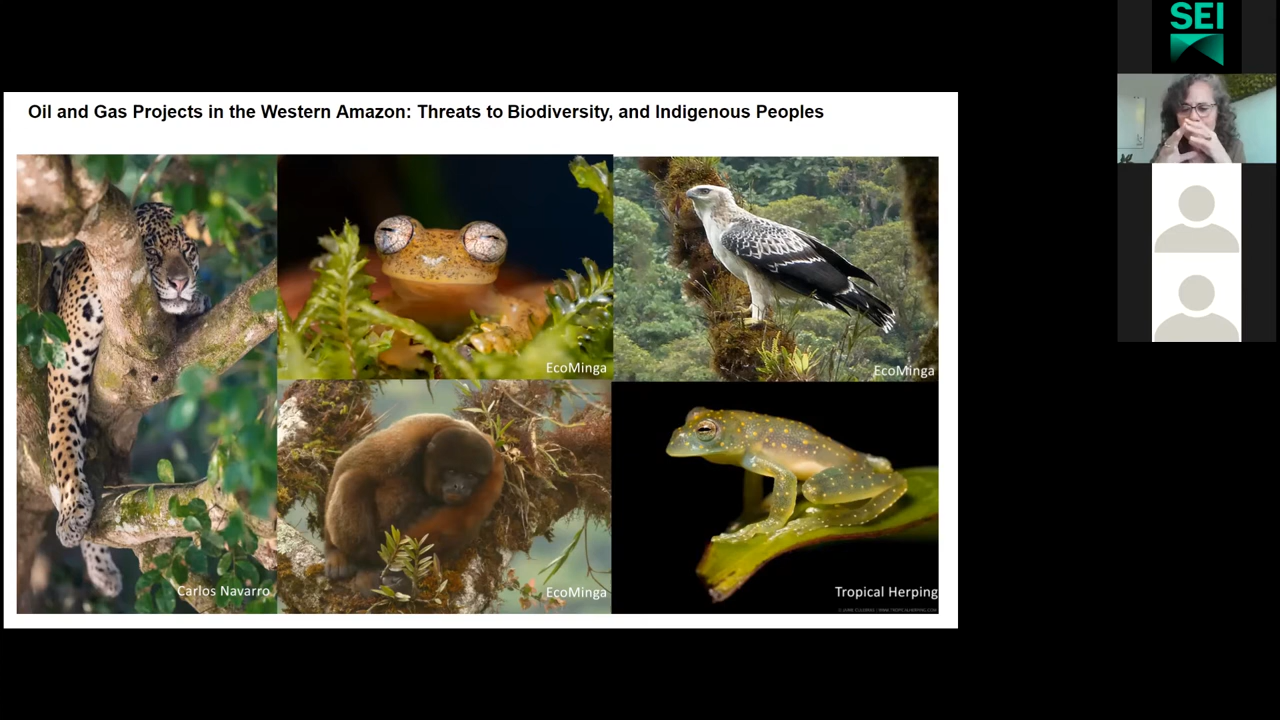 SEI
Oil and Gas Projects in the Western Amazon: Threats to Biodiversity, and Indigenous Peoples
EcoMinga
EcoMinga
Carlos Navarro
EcoMinga
Tropical Herping